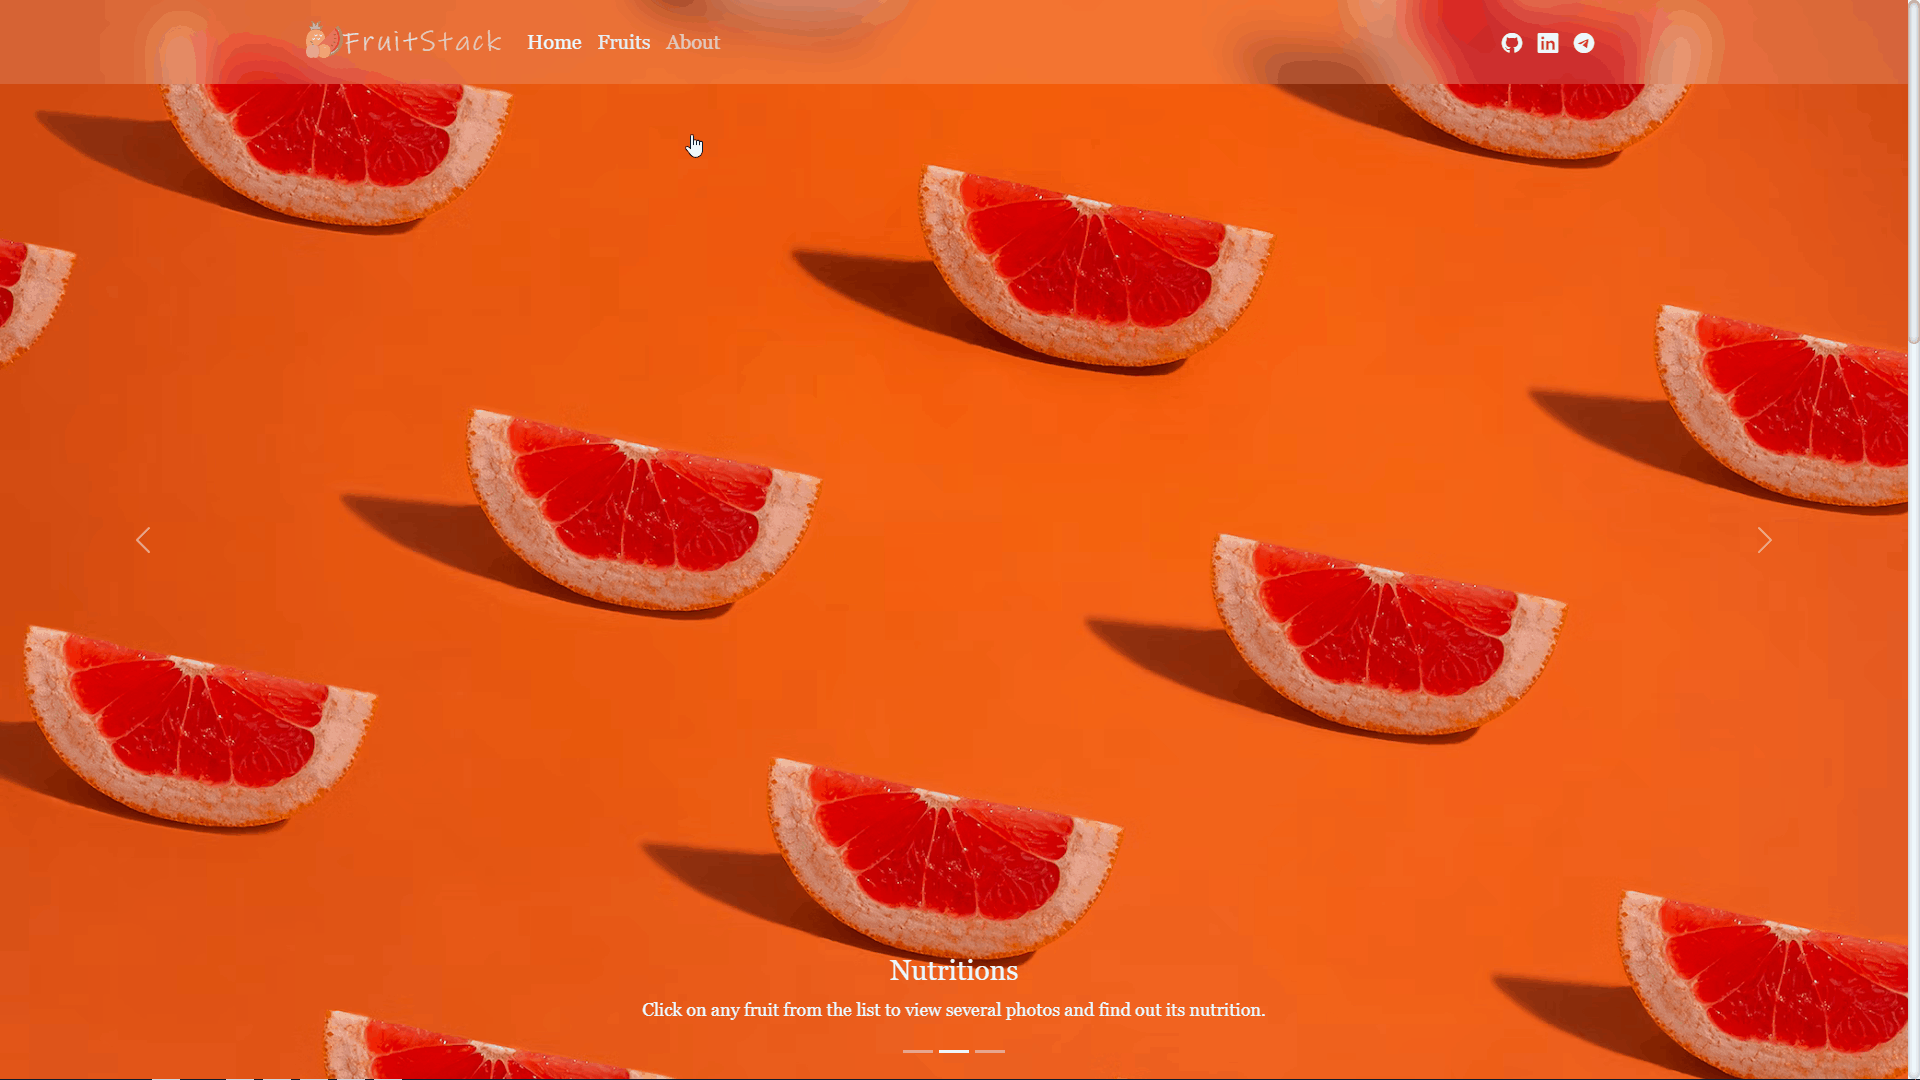 FruitStack Home Fruits About
Nutritions
Click on any fruit from the list to view several photos and find out its nutrition.